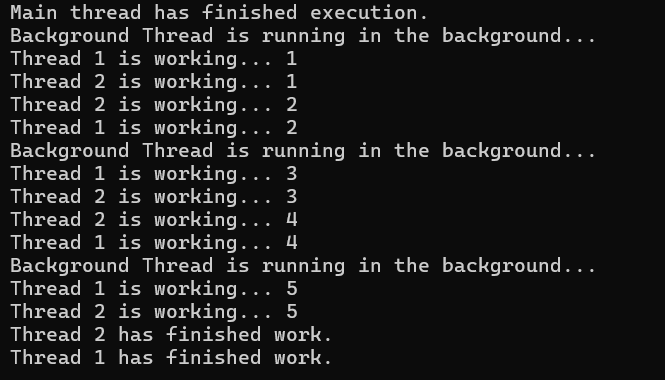 Main thread has finished execution.
Background Thread is running in the background...
Thread 1 is working... 1
Thread 2 is working... 1
Thread 2 is working... 2
Thread 1 is working... 2
Background Thread is running in the background...
Thread 1 is working... 3
Thread 2 is working... 3
Thread 2 is working... 4
Thread 1 is working... 4
Background Thread is running in the background...
Thread 1 is working... 5
Thread 2 is working... 5
Thread 2 has finished work.
Thread 1 has finished work.